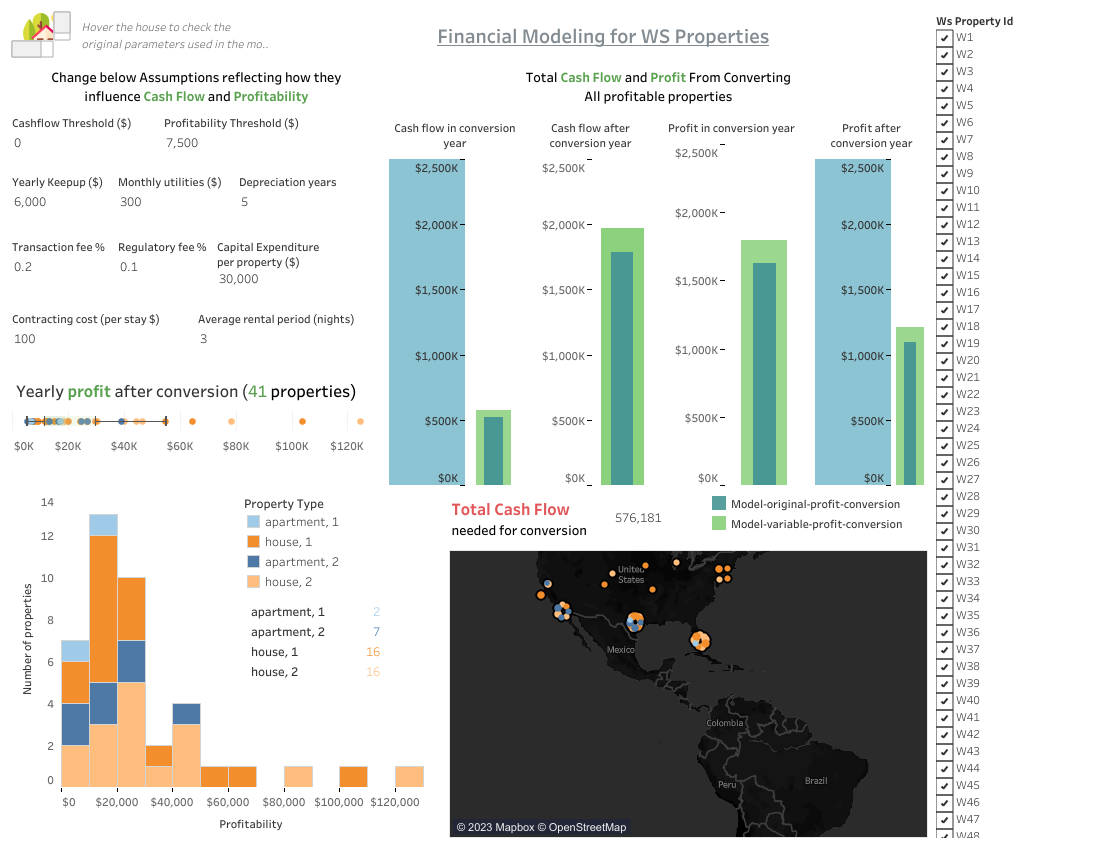 Hover the house to check the
original parameters used in the mo..
Financial Modeling for WS Properties
Ws Property Id
Change below Assumptions reflecting how they
influence Cash Flow and Profitability
Cashflow Threshold ($)
Profitability Threshold ($)
0
7,500
Yearly Keepup ($)
Monthly utilities ($)
Depreciation years
6,000
300
5
Transaction fee %
Regulatory fee %
Capital Expenditure
per property ($)
0.2
0.1
30,000
Contracting cost (per stay $)
Average rental period (nights)
100
3
Total Cash Flow and Profit From Converting
All profitable properties
Cash flow in conversion
year
$2,500K
$2,000K
$1,500K
$1,000K
$500K
$0K
Cash flow after
conversion year
$2,500K
$2,000K
$1,500K
$1,000K
$500K
$0K
Profit in conversion year
$2,500K
$2,000K
$1,500K
$1,000K
$500K
$0K
Profit after
conversion year
$2,500K
$2,000K
$1,500K
$1,000K
$500K
$0K
Yearly profit after conversion (41 properties)
$0K
$20K
$40K
$60K
$80K
$100K
$120K
Total Cash Flow
needed for conversion
576,181
Model-original-profit-conversion
Model-variable-profit-conversion
Number of properties
14
12
10
8
6
4
2
0
$0
$20,000
$40,000
$60,000
$80,000
$100,000
$120,000
Profitability
Property Type
apartment, 1
house, 1
apartment, 2
house, 2
apartment, 1 2
apartment, 2 7
house, 1 16
house, 2 16
United
States
Mexico
Colombia
Peru
Brazil
© 2023 Mapbox © OpenStreetMap
W1
W2
W3
W4
W5
W6
W7
W8
W9
W10
W11
W12
W13
W14
W15
W16
W17
W18
W19
W20
W21
W22
W23
W24
W25
W26
W27
W28
W29
W30
W31
W32
W33
W34
W35
W36
W37
W38
W39
W40
W41
W42
W43
W44
W45
W46
W47
W48